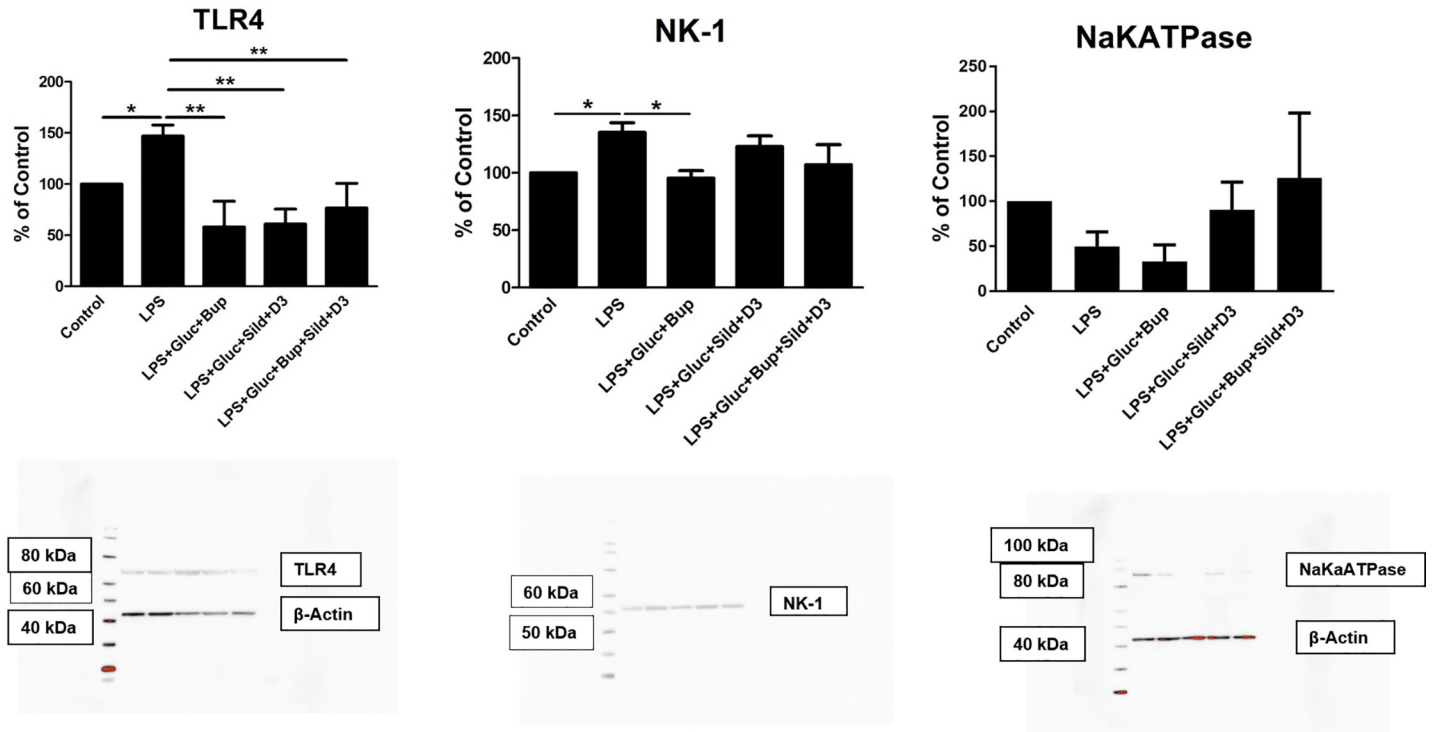 TLR4
**
**
* **
% of Control
200
150
100
50
0
Control
LPS
LPS+Gluc+Bup
LPS+Gluc+Sild+D3
LPS+Gluc+Bup+Sild+D3
NK-1
* *
% of Control
200
150
100
50
0
Control
LPS
LPS+Gluc+Bup
LPS+Gluc+Sild+D3
LPS+Gluc+Bup+Sild+D3
NaKATPase
% of Control
250
200
150
100
50
0
Control
LPS
LPS+Gluc+Bup
LPS+Gluc+Sild+D3
LPS+Gluc+Bup+Sild+D3
80 kDa
60 kDa
40 kDa
TLR4
β-Actin
60 kDa
50 kDa
NK-1
100 kDa
80 kDa
40 kDa
NaKaATPase
β-Actin